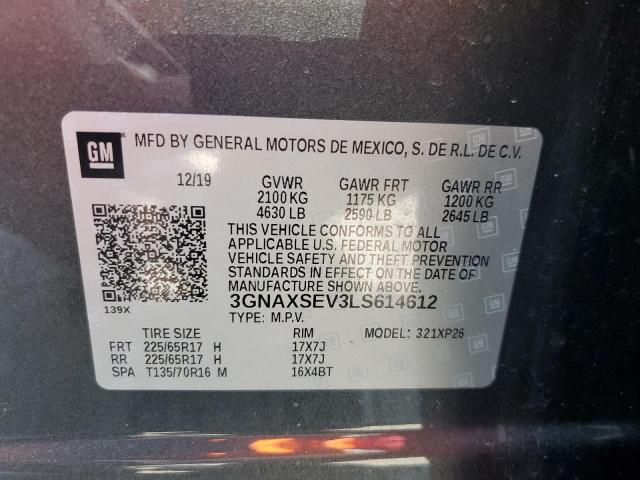 GM
MFD BY GENERAL MOTORS DE MEXICO, S. DE R.L. DE C.V.
12/19 GVWR GAWR FRT GAWR RR
2100 KG 1175 KG 1200 KG
4630 LB 2590 LB 2645 LB
THIS VEHICLE CONFORMS TO ALL
APPLICABLE U.S. FEDERAL MOTOR
VEHICLE SAFETY AND THEFT PREVENTION
STANDARDS IN EFFECT ON THE DATE OF
MANUFACTURE SHOWN ABOVE.
3GNAXSEV3LS614612
139X
TYPE: M.P.V.
TIRE SIZE RIM MODEL: 321XP26
FRT 225/65R17 H 17X7J
RR 225/65R17 H 17X7J
SPA T135/70R16 M 16X4BT